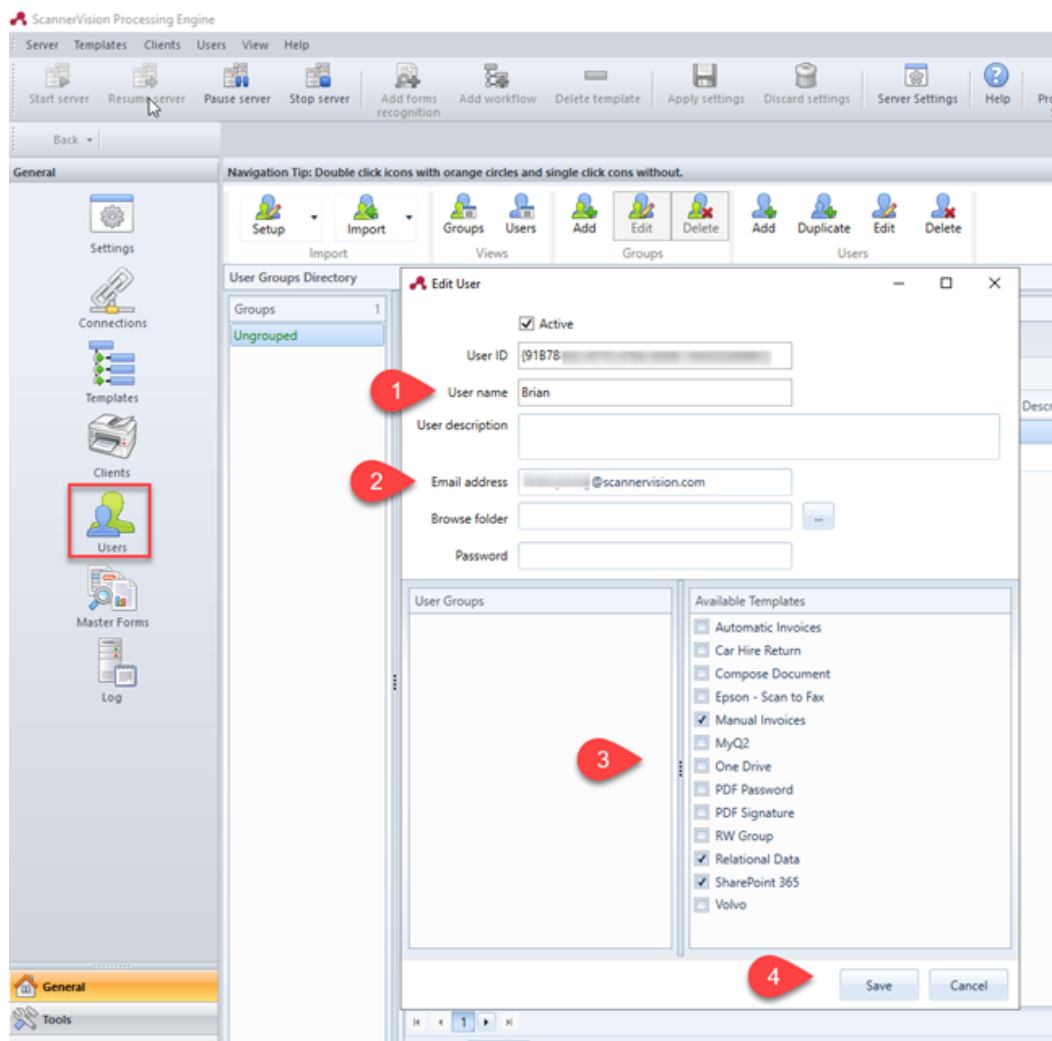 ScannerVision Processing Engine
Server Templates Clients Users View Help
Start server Resume server Pause server Stop server Add forms recognition Add workflow Delete template Apply settings Discard settings Server Settings Help
Back
General
Navigation Tip: Double click icons with orange circles and single click cons without.
Settings
Connections
Templates
Clients
Users
Master Forms
Log
General
Tools
Setup Import Groups Users Add Edit Delete Add Duplicate Edit Delete
Import Views Groups Users
User Groups Directory
Groups 1
Ungrouped
Edit User
Active
User ID {91B78
1 User name Brian
User description
2 Email address @scannervision.com
Browse folder ...
Password
User Groups
Available Templates
Automatic Invoices
Car Hire Return
Compose Document
Epson - Scan to Fax
Manual Invoices
MyQ2
3
One Drive
PDF Password
PDF Signature
RW Group
Relational Data
SharePoint 365
Volvo
4 Save Cancel
1